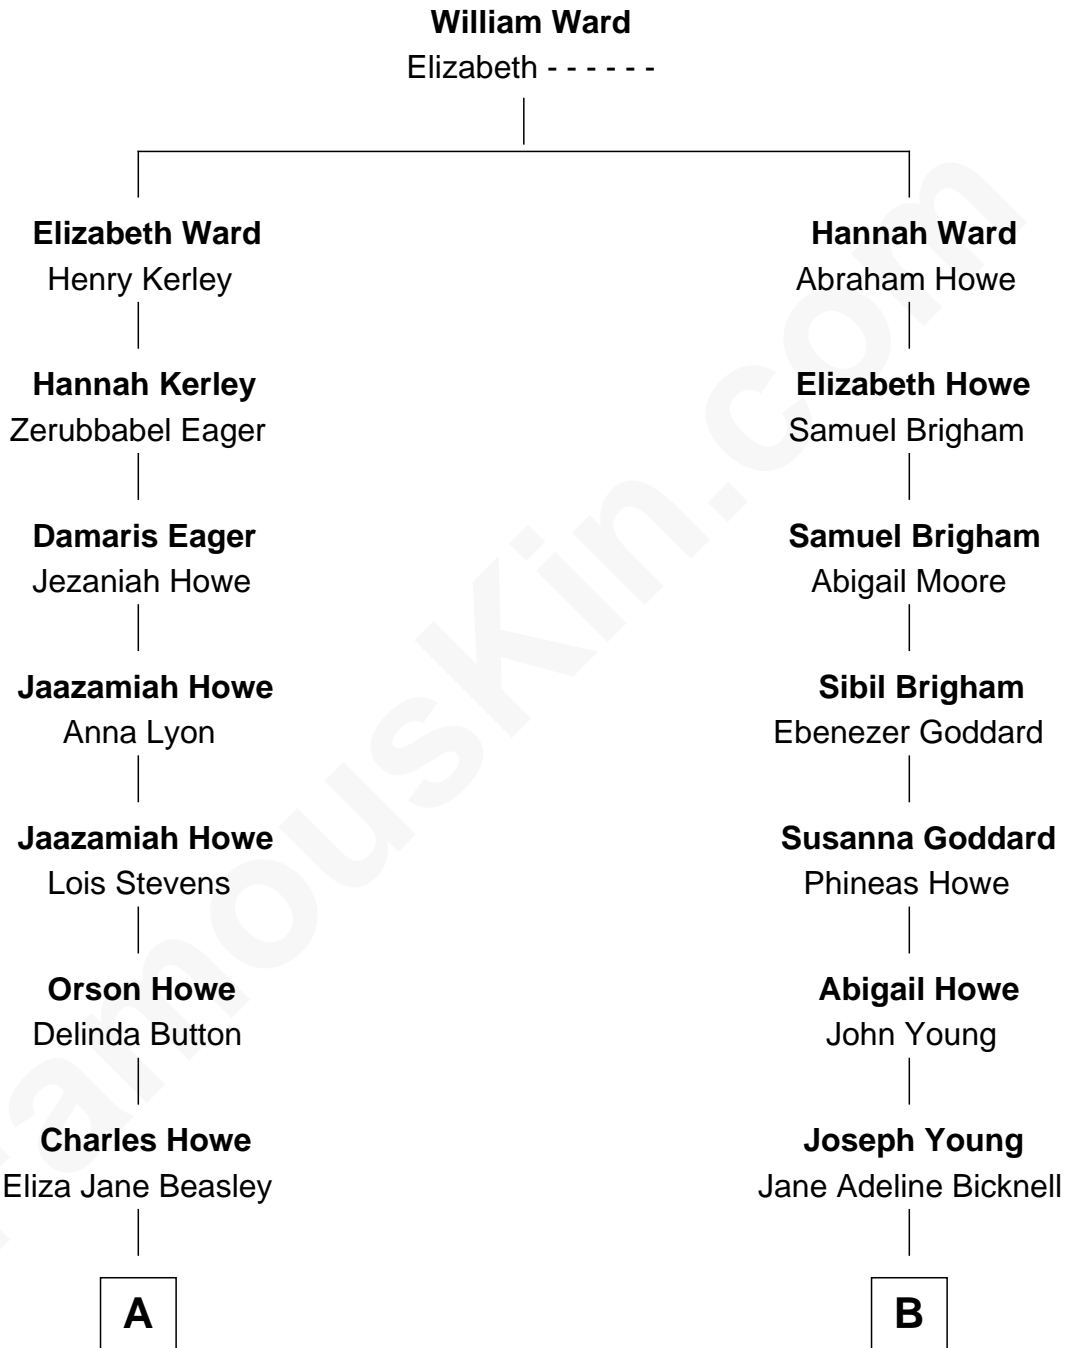 William Ward
Elizabeth - - - - - -
Elizabeth Ward
Henry Kerley
Hannah Ward
Abraham Howe
Hannah Kerley
Zerubbabel Eager
Elizabeth Howe
Samuel Brigham
Damaris Eager
Jezaniah Howe
Samuel Brigham
Abigail Moore
Jaazamiah Howe
Anna Lyon
Sibil Brigham
Ebenezer Goddard
Jaazamiah Howe
Lois Stevens
Susanna Goddard
Phineas Howe
Orson Howe
Delinda Button
Abigail Howe
John Young
Charles Howe
Eliza Jane Beasley
Joseph Young
Jane Adeline Bicknell
A
B
FamousKin.com